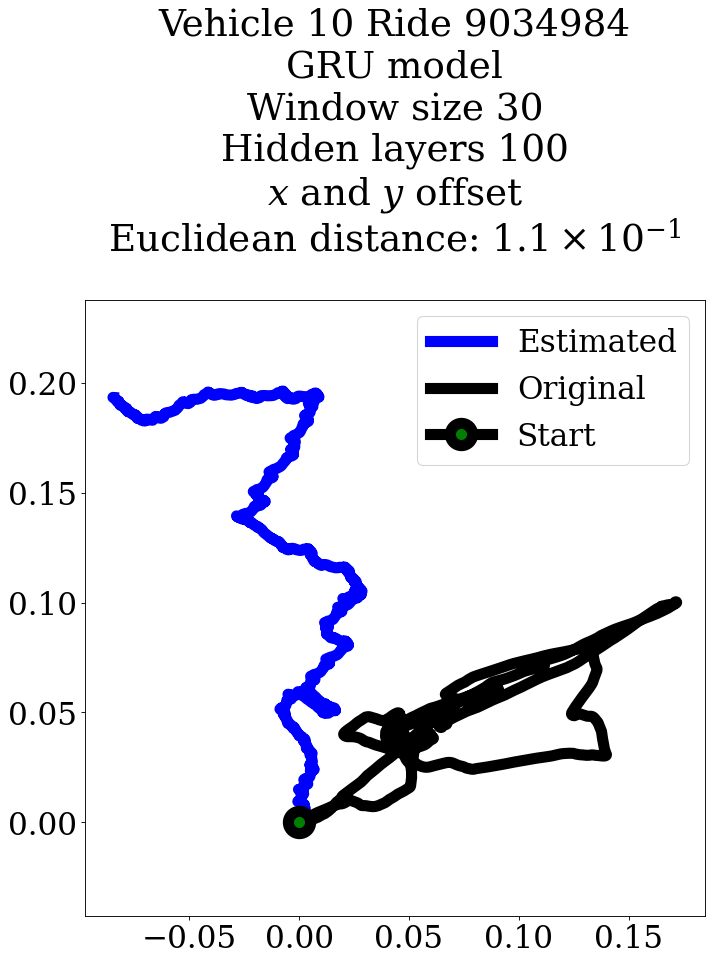 Vehicle 10 Ride 9034984
GRU model
Window size 30
Hidden layers 100
x and y offset
Euclidean distance: 1.1 × 10⁻¹
Estimated
Original
Start
0.20
0.15
0.10
0.05
0.00
−0.05 0.00 0.05 0.10 0.15